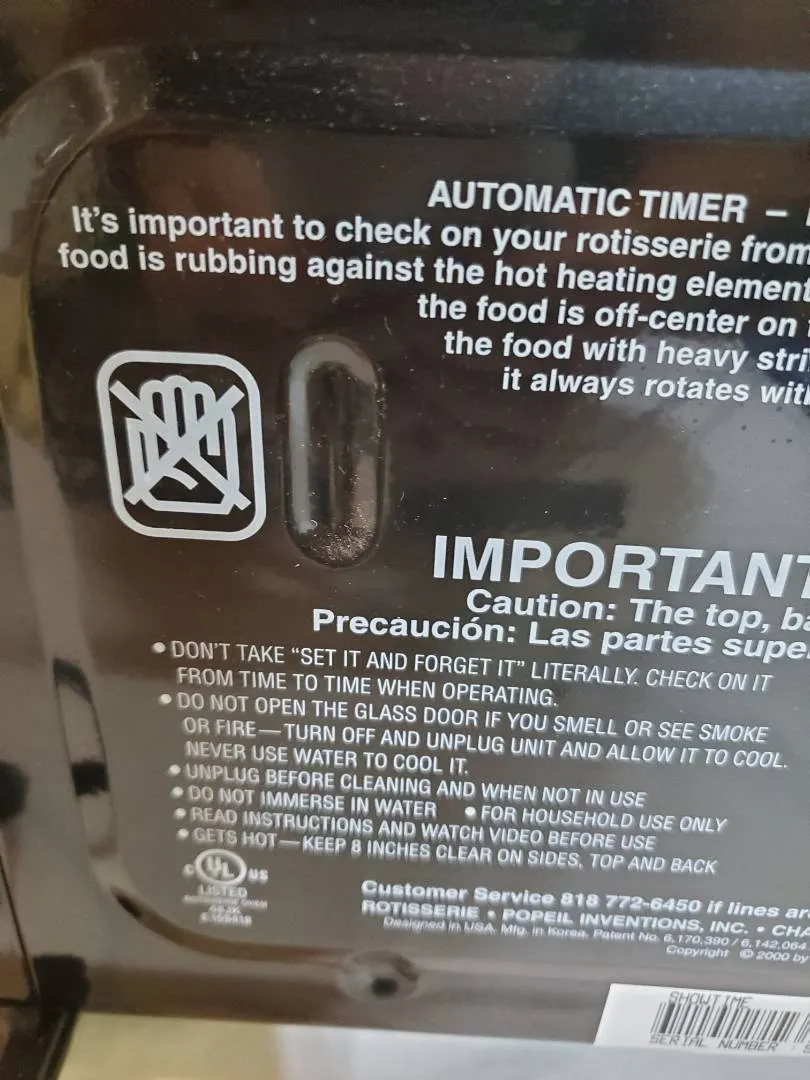 AUTOMATIC TIMER –
It's important to check on your rotisserie from
food is rubbing against the hot heating element
the food is off-center on
the food with heavy stri
it always rotates with
IMPORTANT
Caution: The top, ba
Precaución: Las partes supe
• DON'T TAKE “SET IT AND FORGET IT” LITERALLY. CHECK ON IT
FROM TIME TO TIME WHEN OPERATING.
• DO NOT OPEN THE GLASS DOOR IF YOU SMELL OR SEE SMOKE
OR FIRE—TURN OFF AND UNPLUG UNIT AND ALLOW IT TO COOL.
NEVER USE WATER TO COOL IT.
• UNPLUG BEFORE CLEANING AND WHEN NOT IN USE
• DO NOT IMMERSE IN WATER • FOR HOUSEHOLD USE ONLY
• READ INSTRUCTIONS AND WATCH VIDEO BEFORE USE
• GETS HOT—KEEP 8 INCHES CLEAR ON SIDES, TOP AND BACK
C UL US
LISTED
Customer Service 818 772-6450 if lines are
ROTISSERIE • POPEIL INVENTIONS, INC. • CHA
Designed in USA. Mfg. in Korea. Patent No. 6,170,390 / 6,142,064
Copyright © 2000 by
SHOWTIME
SERIAL NUMBER : S